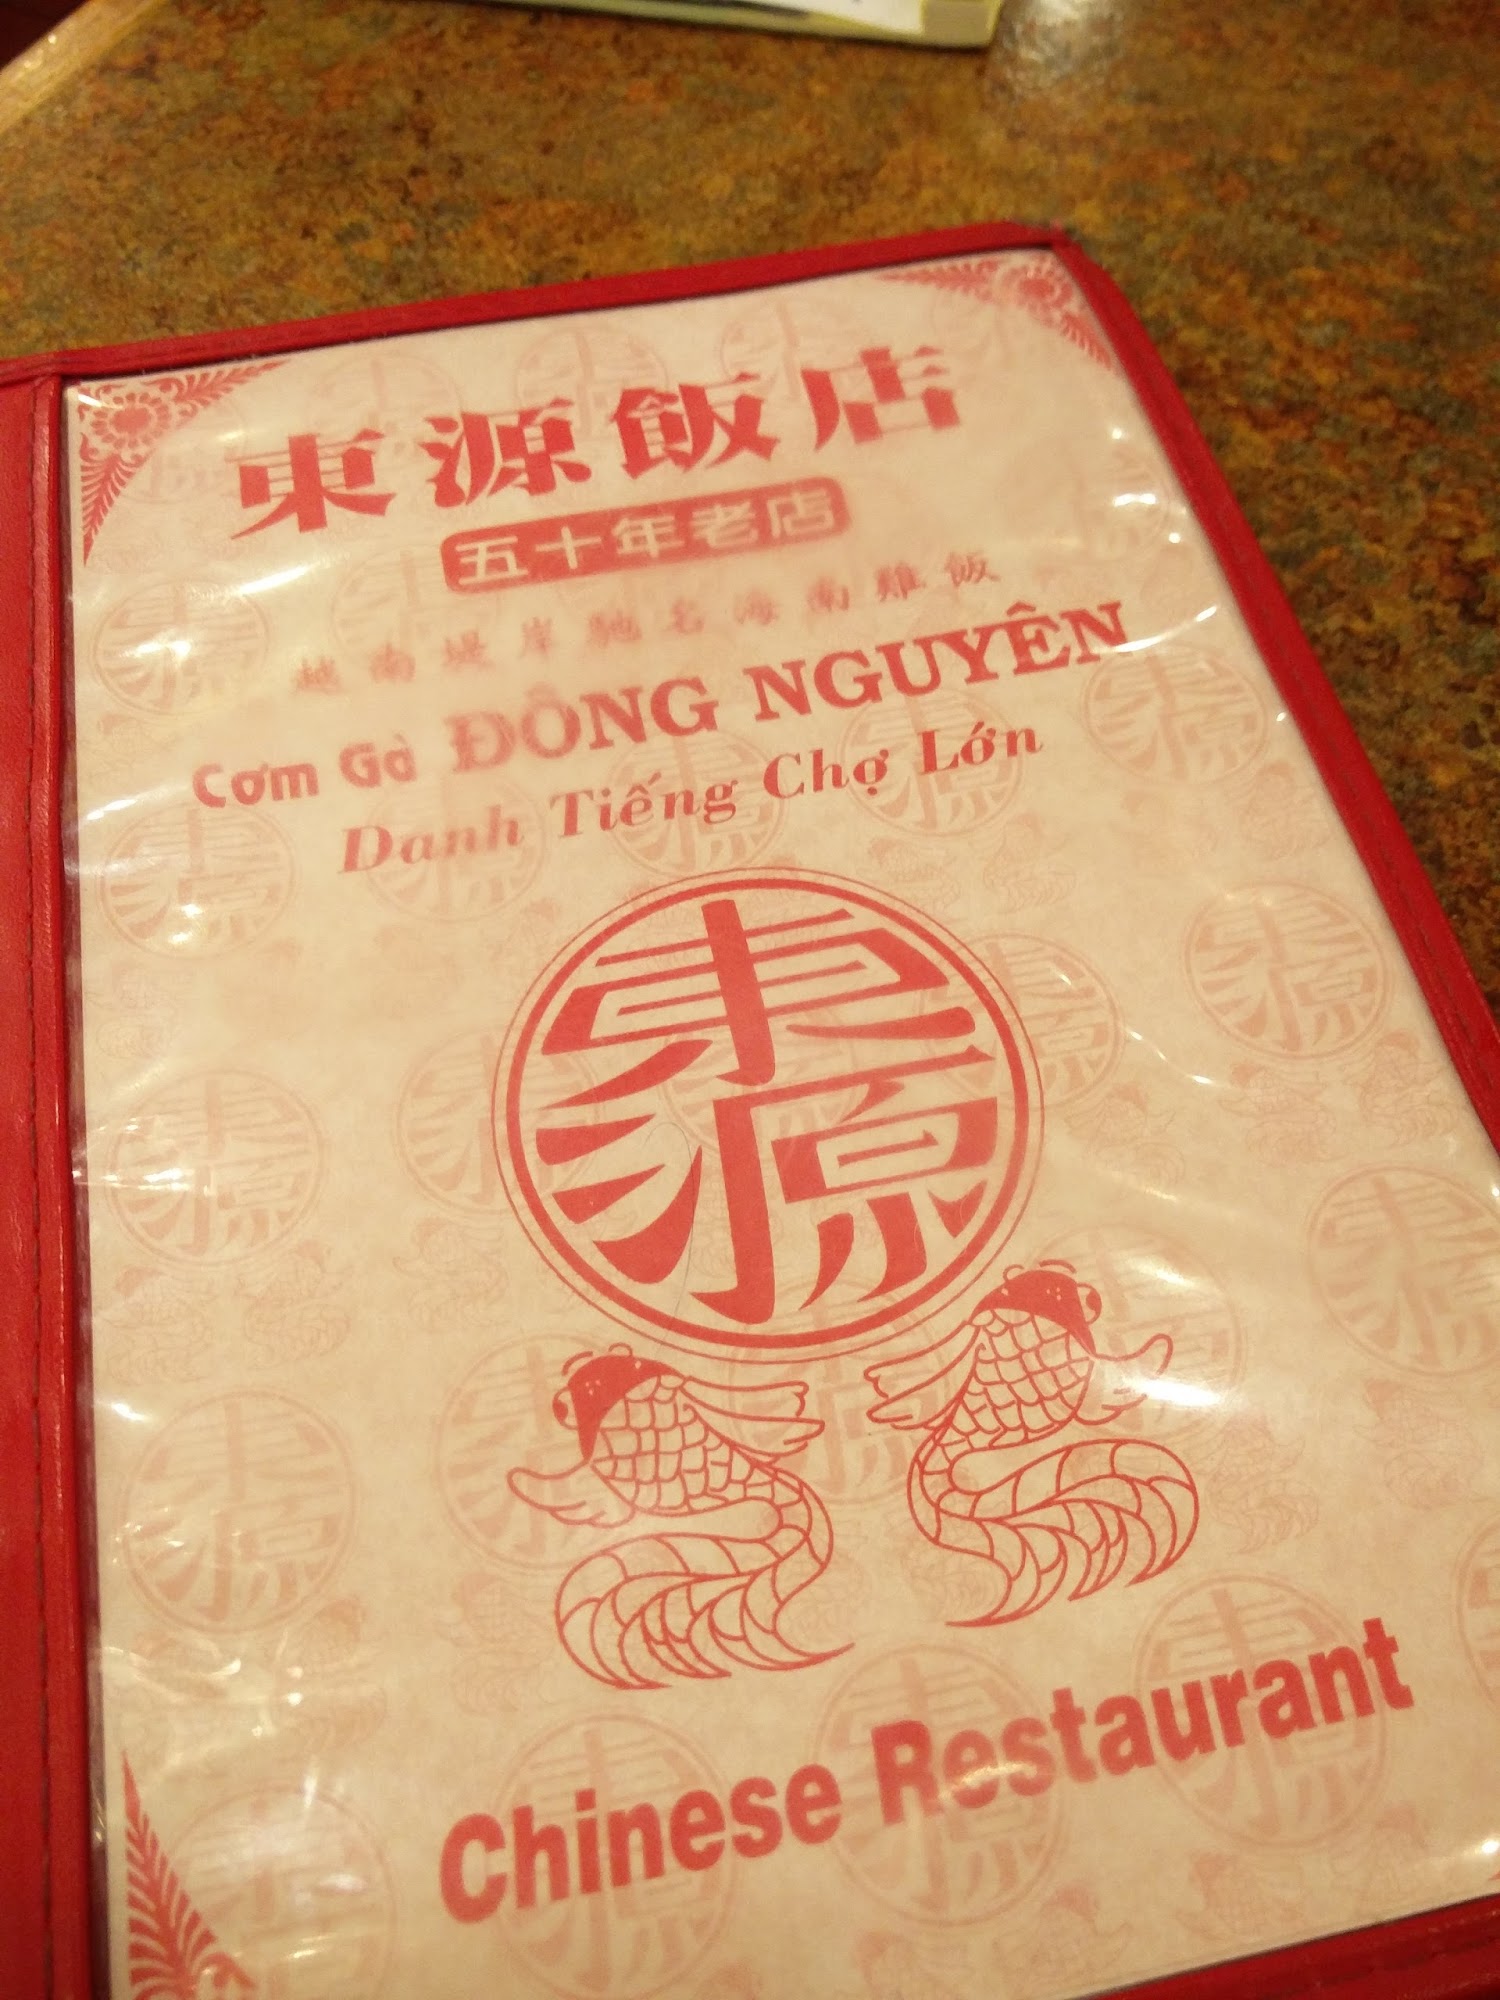 東源飯店
五十年老店
越南堤岸馳名海南雞飯
Cơm Gà ĐÔNG NGUYÊN
Danh Tiếng Chợ Lớn
東源
Chinese Restaurant